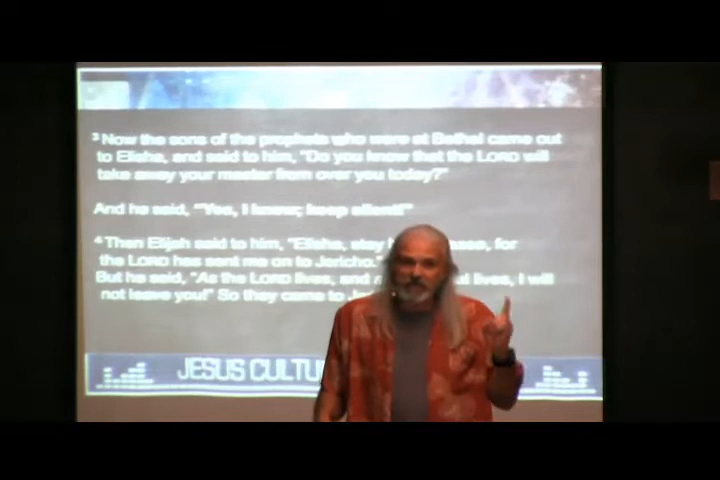 3 Now the sons of the prophets who were at Bethel came out
to Elisha, and said to him, "Do you know that the LORD will
take away your master from over you today?"
And he said, "Yes, I know; keep silent!"
4 Then Elijah said to him, "Elisha, stay please, for
the LORD has sent me on to Jericho."
But he said, "As the LORD lives, and lives, I will
not leave you!" So they came to
JESUS